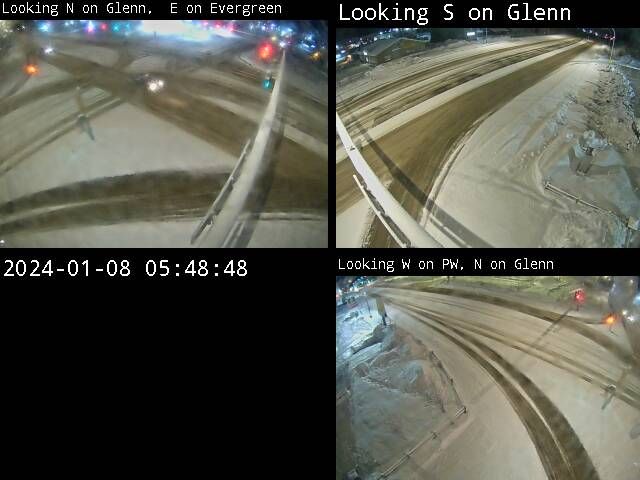 Looking N on Glenn,  E on Evergreen
Looking S on Glenn
2024-01-08 05:48:48
Looking W on PW, N on Glenn